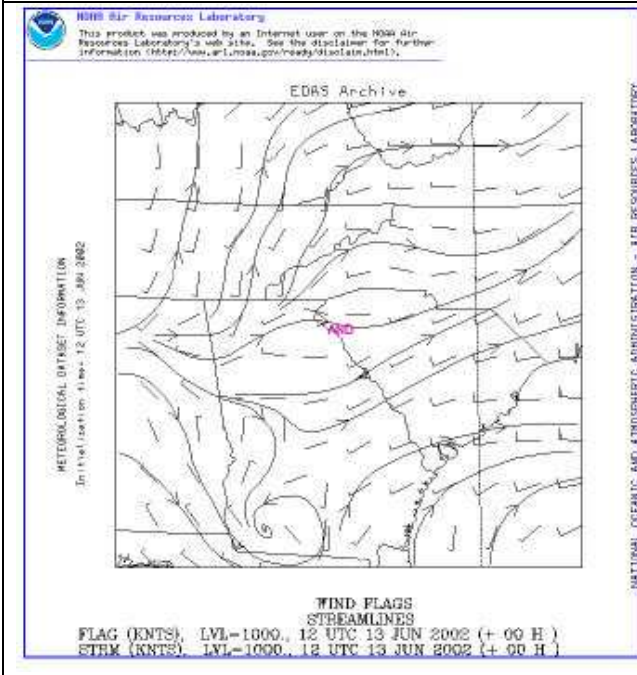 NOAA Air Resources Laboratory
This product was produced by an Internet user on the NOAA Air
Resources Laboratory's web site. See the disclaimer for further
information (http://www.arl.noaa.gov/ready/disclaim.html).
EDAS Archive
METEOROLOGICAL DATASET INFORMATION
Initialization time: 12 UTC 13 JUN 2002
AND
NATIONAL OCEANIC AND ATMOSPHERIC ADMINISTRATION - AIR RESOURCES LABORATORY
WIND FLAGS
STREAMLINES
FLAG (KNTS), LVL=1000., 12 UTC 13 JUN 2002 (+ 00 H )
STRM (KNTS), LVL=1000., 12 UTC 13 JUN 2002 (+ 00 H )